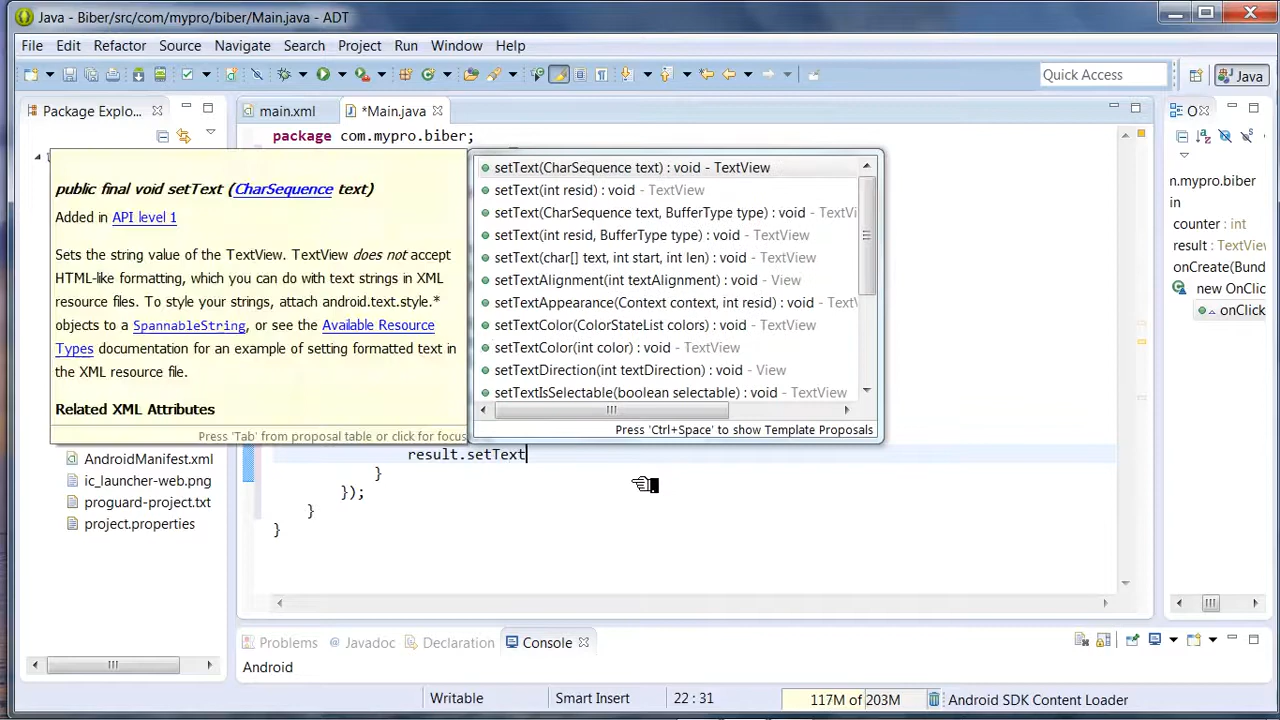 Java - Biber/src/com/mypro/biber/Main.java - ADT
File Edit Refactor Source Navigate Search Project Run Window Help
Quick Access
Java
Package Explo...
main.xml
*Main.java
package com.mypro.biber;
public final void setText (CharSequence text)
Added in API level 1
Sets the string value of the TextView. TextView does not accept
HTML-like formatting, which you can do with text strings in XML
resource files. To style your strings, attach android.text.style.*
objects to a SpannableString, or see the Available Resource
Types documentation for an example of setting formatted text in
the XML resource file.
Related XML Attributes
Press 'Tab' from proposal table or click for focus
setText(CharSequence text) : void - TextView
setText(int resid) : void - TextView
setText(CharSequence text, BufferType type) : void - TextVi
setText(int resid, BufferType type) : void - TextView
setText(char[] text, int start, int len) : void - TextView
setTextAlignment(int textAlignment) : void - View
setTextAppearance(Context context, int resid) : void - TextV
setTextColor(ColorStateList colors) : void - TextView
setTextColor(int color) : void - TextView
setTextDirection(int textDirection) : void - View
setTextIsSelectable(boolean selectable) : void - TextView
Press 'Ctrl+Space' to show Template Proposals
O
m.mypro.biber
in
counter : int
result : TextView
onCreate(Bund
new OnClic
onClick
AndroidManifest.xml
ic_launcher-web.png
proguard-project.txt
project.properties
result.setText
}
});
}
}
Problems
@ Javadoc
Declaration
Console
Android
Writable
Smart Insert
22 : 31
117M of 203M
Android SDK Content Loader